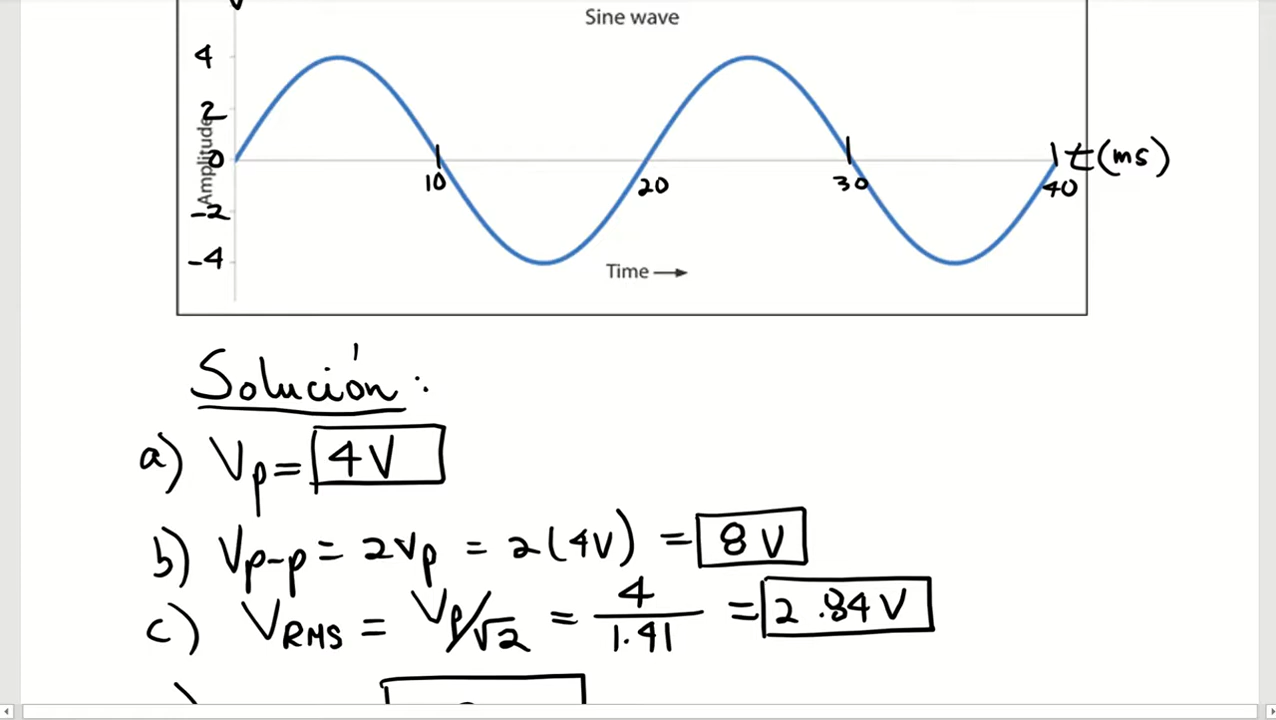 Sine wave
4
2
0
-2
-4
Amplitude
10
20
30
40
t(ms)
Time →
Solución:
a) Vp = 4V
b) Vp-p = 2Vp = 2(4V) = 8V
c) VRMS = Vp/√2 = 4/1.41 = 2.84V